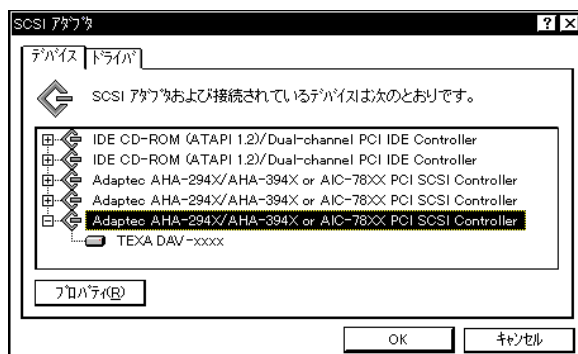 SCSI ｱﾀﾞﾌﾟﾀ
ﾃﾞﾊﾞｲｽ ﾄﾞﾗｲﾊﾞ
SCSI ｱﾀﾞﾌﾟﾀおよび接続されているﾃﾞﾊﾞｲｽは次のとおりです。
IDE CD-ROM (ATAPI 1.2)/Dual-channel PCI IDE Controller
IDE CD-ROM (ATAPI 1.2)/Dual-channel PCI IDE Controller
Adaptec AHA-294X/AHA-394X or AIC-78XX PCI SCSI Controller
Adaptec AHA-294X/AHA-394X or AIC-78XX PCI SCSI Controller
Adaptec AHA-294X/AHA-394X or AIC-78XX PCI SCSI Controller
TEXA DAV-xxxx
ﾌﾟﾛﾊﾟﾃｨ(R)
OK ｷｬﾝｾﾙ